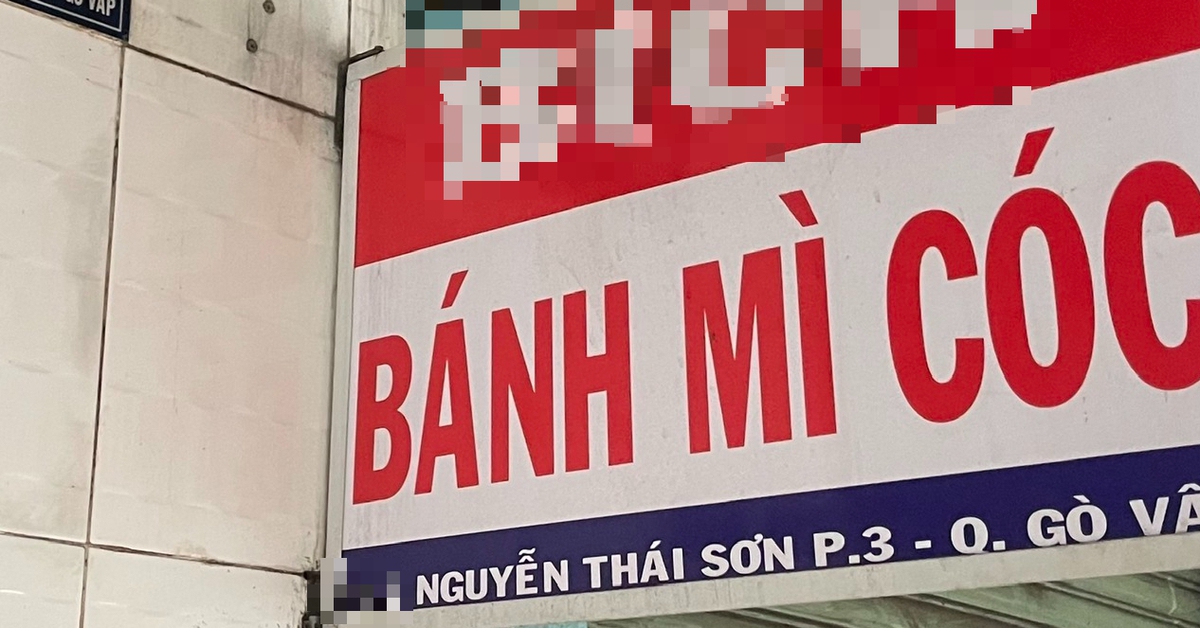 BÁNH MÌ CÓC
NGUYỄN THÁI SƠN P.3 - Q. GÒ VẤ